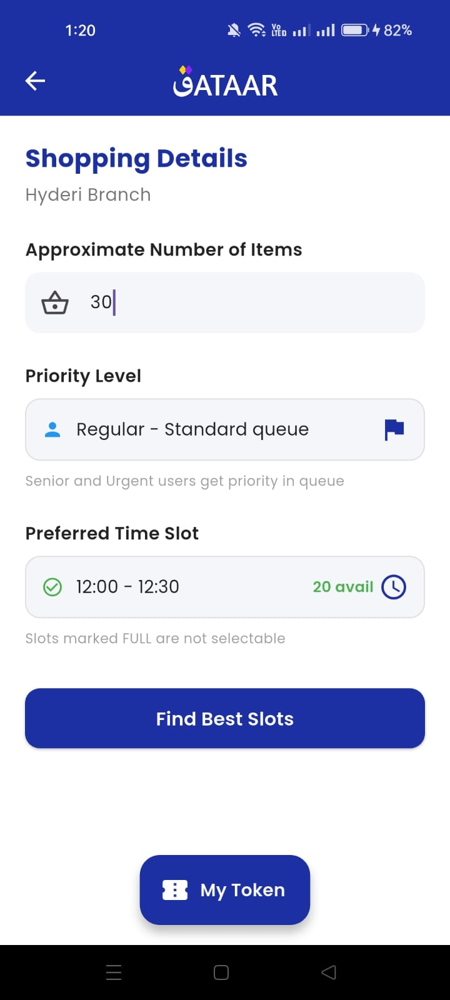 1:20
Vo
LTED
82%
قATAAR
Shopping Details
Hyderi Branch
Approximate Number of Items
30
Priority Level
Regular - Standard queue
Senior and Urgent users get priority in queue
Preferred Time Slot
12:00 - 12:30 20 avail
Slots marked FULL are not selectable
Find Best Slots
My Token